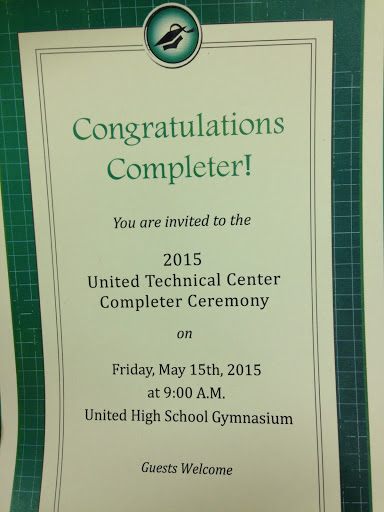 Congratulations
Completer!
You are invited to the
2015
United Technical Center
Completer Ceremony
on
Friday, May 15th, 2015
at 9:00 A.M.
United High School Gymnasium
Guests Welcome